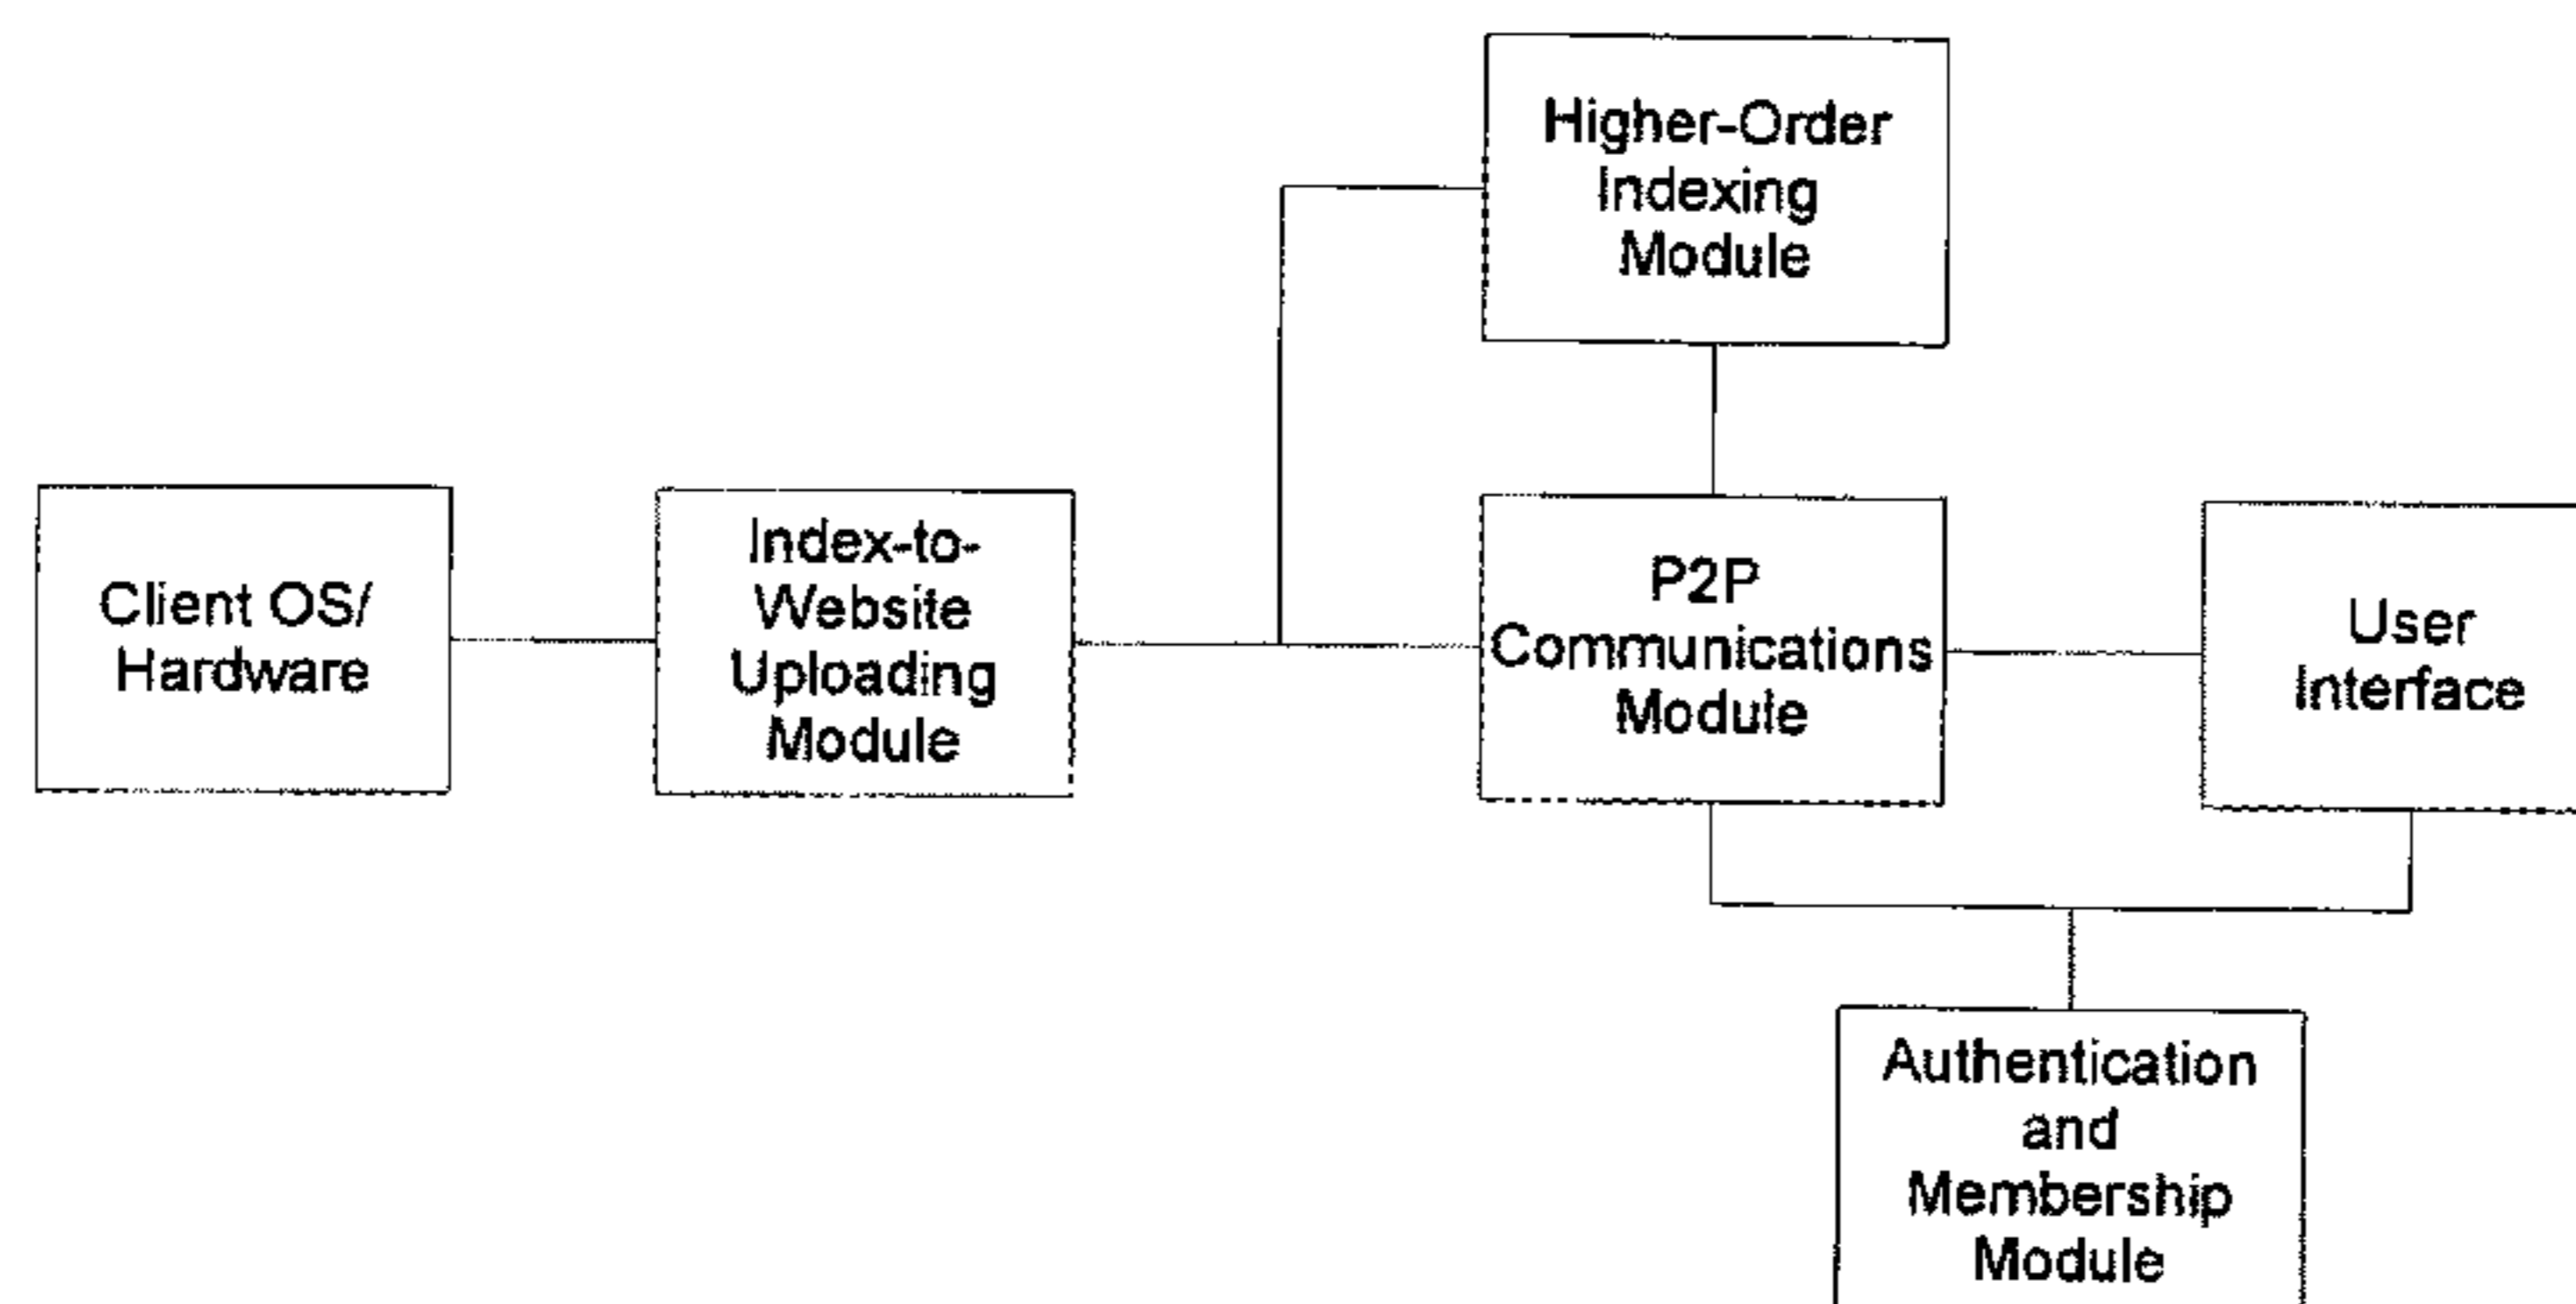 Higher-Order
Indexing
Module
Client OS/
Hardware
Index-to-
Website
Uploading
Module
P2P
Communications
Module
User
Interface
Authentication
and
Membership
Module